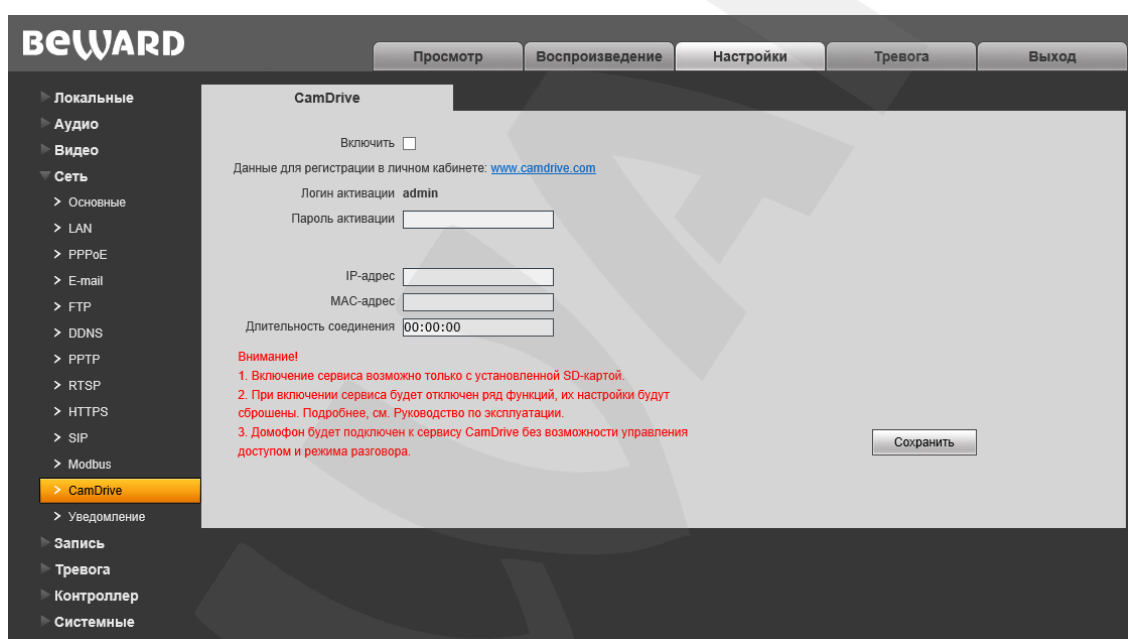 BEWARD
Просмотр
Воспроизведение
Настройки
Тревога
Выход
Локальные
Аудио
Видео
Сеть
> Основные
> LAN
> PPPoE
> E-mail
> FTP
> DDNS
> PPTP
> RTSP
> HTTPS
> SIP
> Modbus
> CamDrive
> Уведомление
Запись
Тревога
Контроллер
Системные
CamDrive
Включить
Данные для регистрации в личном кабинете: www.camdrive.com
Логин активации admin
Пароль активации
IP-адрес
MAC-адрес
Длительность соединения 00:00:00
Внимание!
1. Включение сервиса возможно только с установленной SD-картой.
2. При включении сервиса будет отключен ряд функций, их настройки будут
сброшены. Подробнее, см. Руководство по эксплуатации.
3. Домофон будет подключен к сервису CamDrive без возможности управления
доступом и режима разговора.
Сохранить